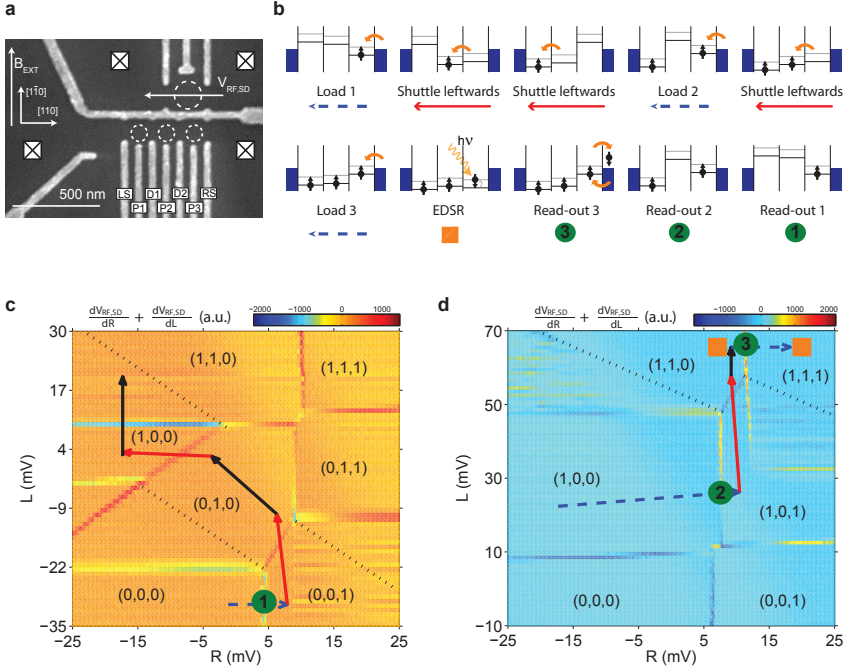 a
B_EXT
[1-10]
[110]
V_RF,SD
500 nm
LS D1 D2 RS
P1 P2 P3
b
Load 1
Shuttle leftwards
Shuttle leftwards
Load 2
Shuttle leftwards
hν
Load 3
EDSR
Read-out 3
Read-out 2
Read-out 1
3
2
1
c
dV_RF,SD/dR + dV_RF,SD/dL (a.u.)
-2000 -1000 0 1000
30
17
4
-9
-22
-35
L (mV)
(1,1,0)
(1,1,1)
(1,0,0)
(0,1,1)
(0,1,0)
(0,0,0)
1
(0,0,1)
-25 -15 -5 5 15 25
R (mV)
d
dV_RF,SD/dR + dV_RF,SD/dL (a.u.)
-1000 0 1000 2000
70
50
30
10
-10
L (mV)
3
(1,1,0)
(1,1,1)
(1,0,0)
2
(1,0,1)
(0,0,0)
(0,0,1)
-25 -15 -5 5 15 25
R (mV)